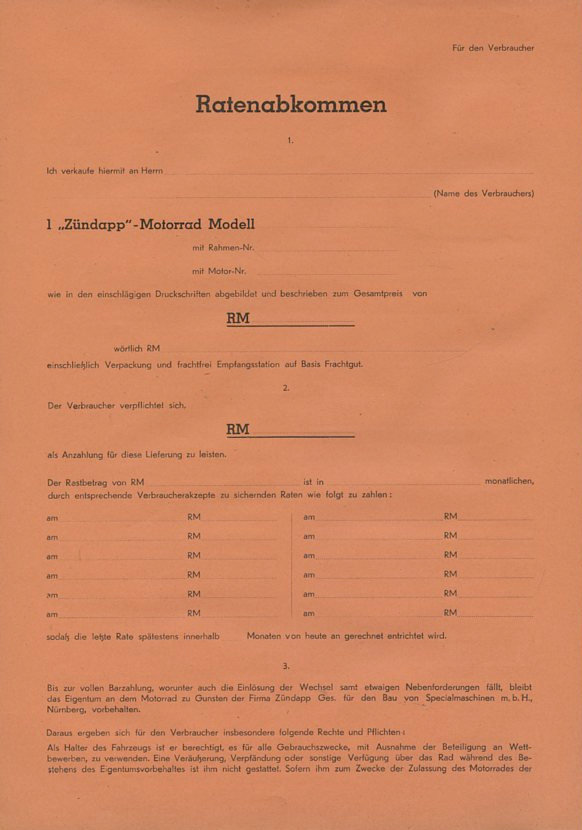 Für den Verbraucher
Ratenabkommen
1.
Ich verkaufe hiermit an Herrn
(Name des Verbrauchers)
1 „Zündapp“-Motorrad Modell
mit Rahmen-Nr.
mit Motor-Nr.
wie in den einschlägigen Druckschriften abgebildet und beschrieben zum Gesamtpreis von
RM
wörtlich RM
einschließlich Verpackung und frachtfrei Empfangsstation auf Basis Frachtgut.
2.
Der Verbraucher verpflichtet sich,
RM
als Anzahlung für diese Lieferung zu leisten.
Der Restbetrag von RM ist in monatlichen,
durch entsprechende Verbraucherakzepte zu sichernden Raten wie folgt zu zahlen:
am RM am RM
am RM am RM
am RM am RM
am RM am RM
am RM am RM
am RM am RM
sodaß die letzte Rate spätestens innerhalb Monaten von heute an gerechnet entrichtet wird.
3.
Bis zur vollen Barzahlung, worunter auch die Einlösung der Wechsel samt etwaigen Nebenforderungen fällt, bleibt
das Eigentum an dem Motorrad zu Gunsten der Firma Zündapp Ges. für den Bau von Specialmaschinen m. b. H.,
Nürnberg, vorbehalten.
Daraus ergeben sich für den Verbraucher insbesondere folgende Rechte und Pflichten:
Als Halter des Fahrzeugs ist er berechtigt, es für alle Gebrauchszwecke, mit Ausnahme der Beteiligung an Wett-
bewerben, zu verwenden. Eine Veräußerung, Verpfändung oder sonstige Verfügung über das Rad während des Be-
stehens des Eigentumsvorbehaltes ist ihm nicht gestattet. Sofern ihm zum Zwecke der Zulassung des Motorrades der